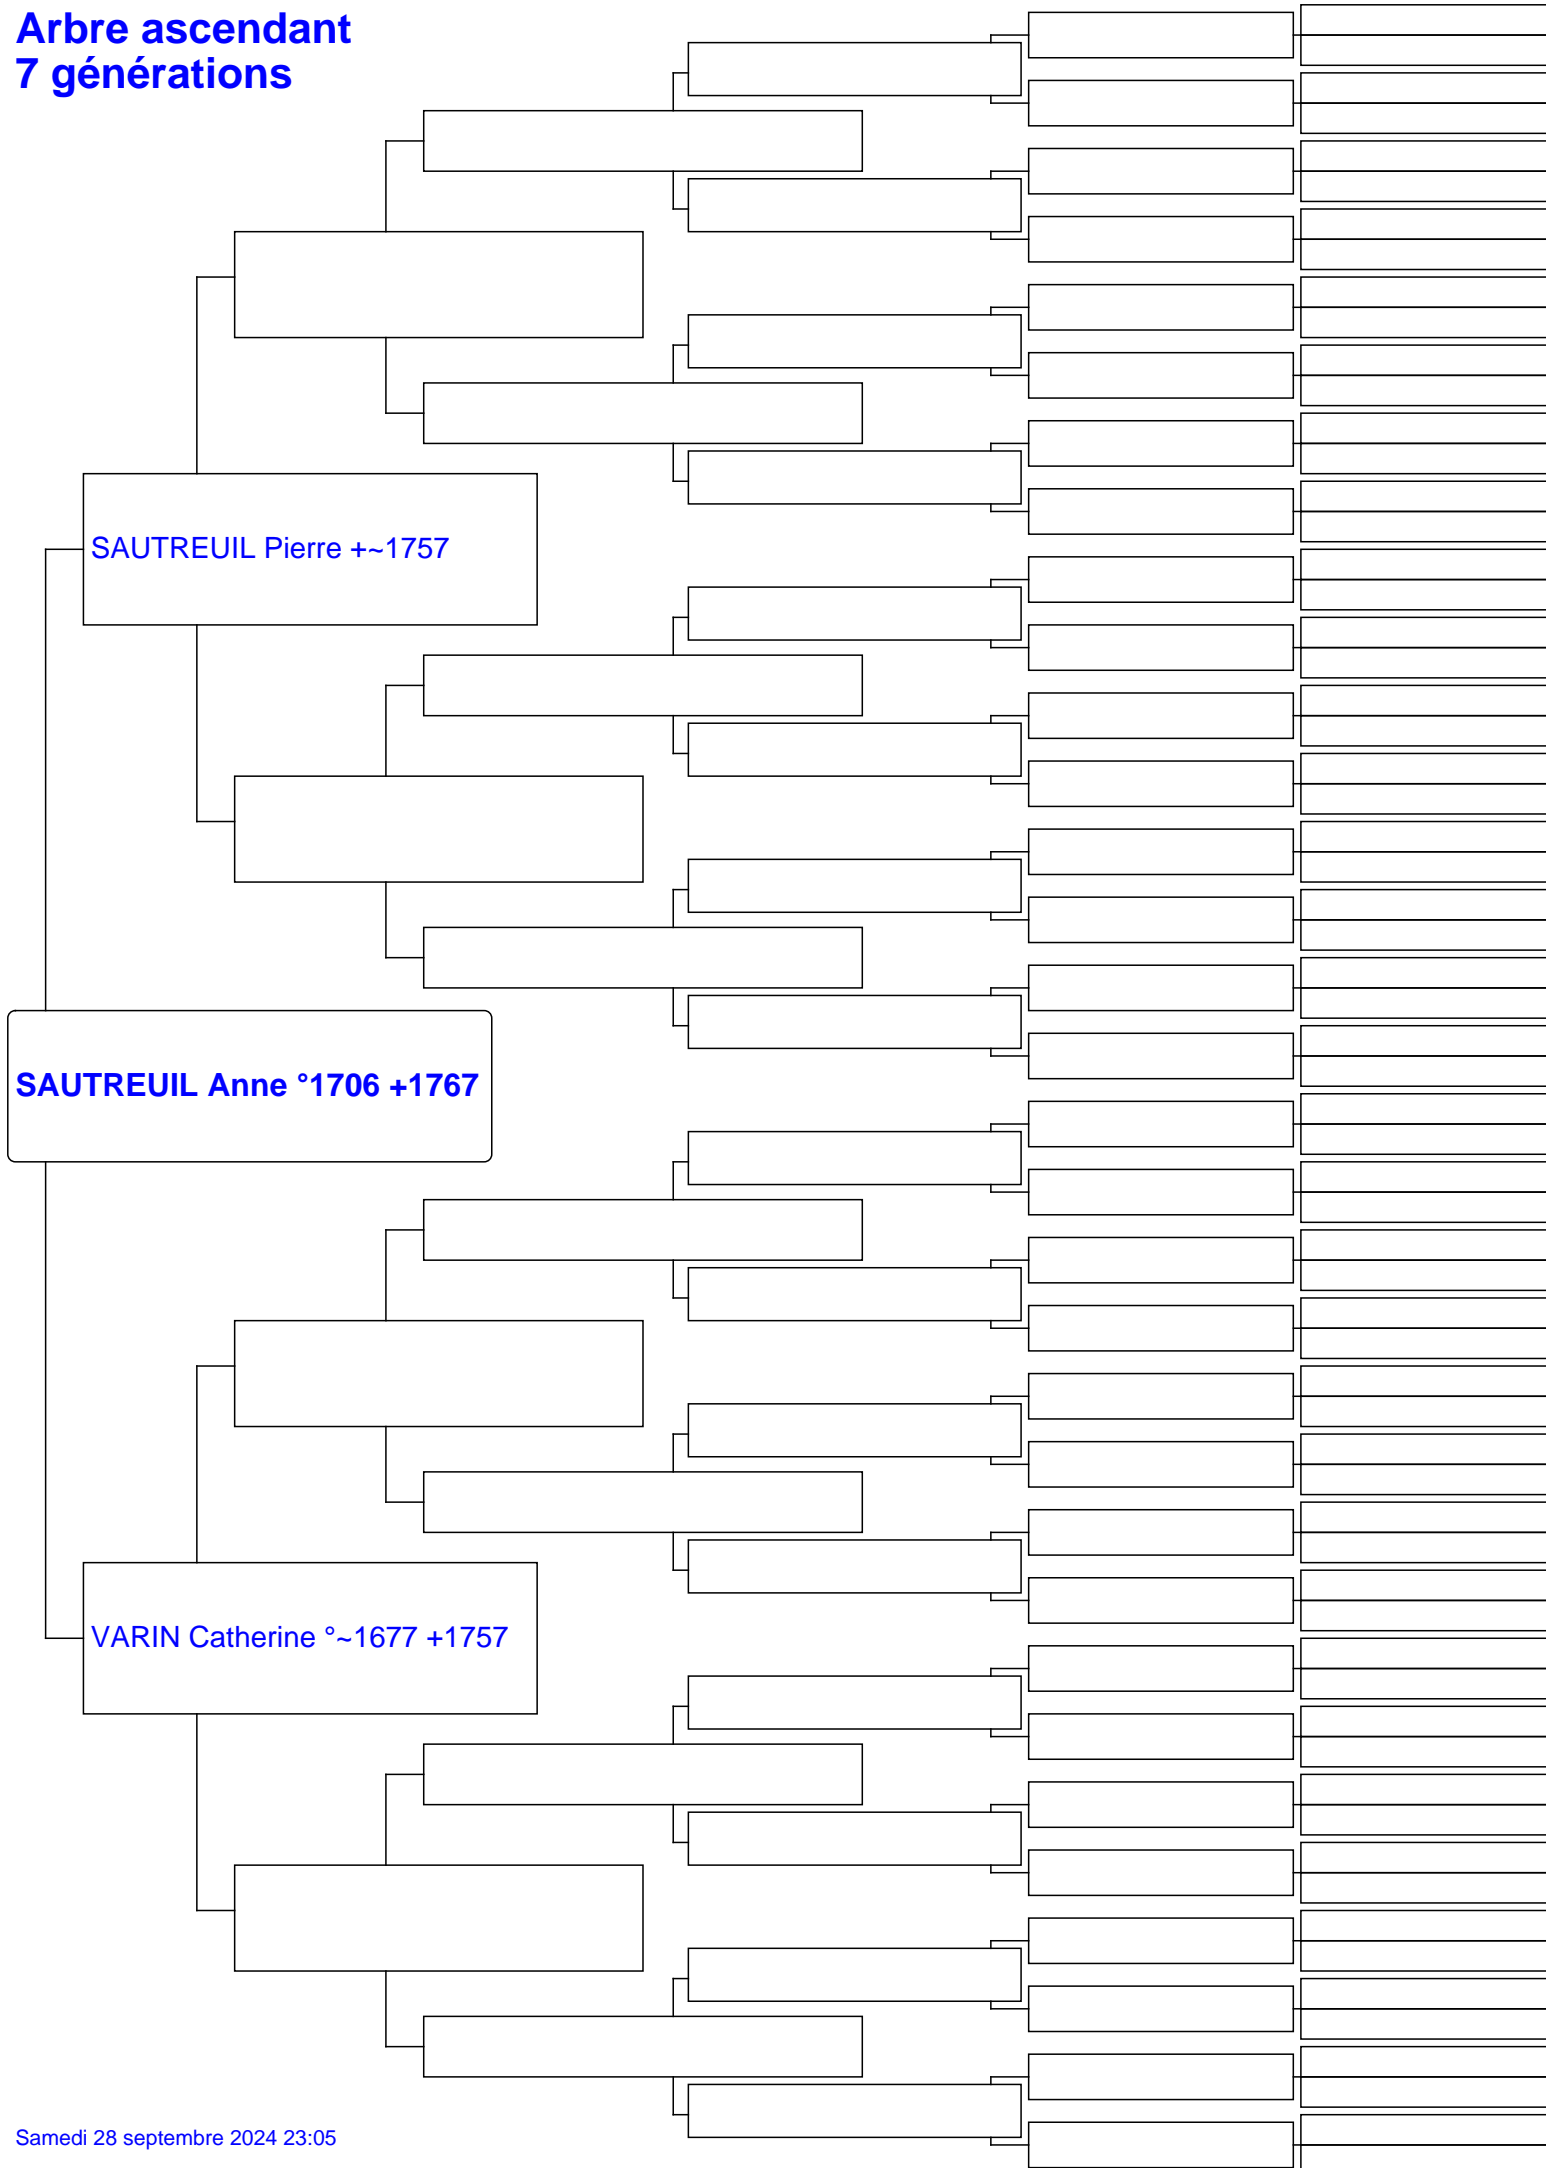 Arbre ascendant
7 générations
SAUTREUIL Pierre +~1757
SAUTREUIL Anne °1706 +1767
VARIN Catherine °~1677 +1757
Samedi 28 septembre 2024 23:05